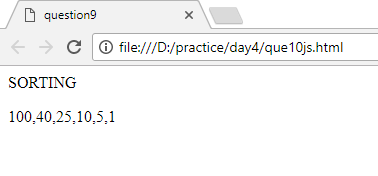 question9
file:///D:/practice/day4/que10js.html
SORTING
100,40,25,10,5,1